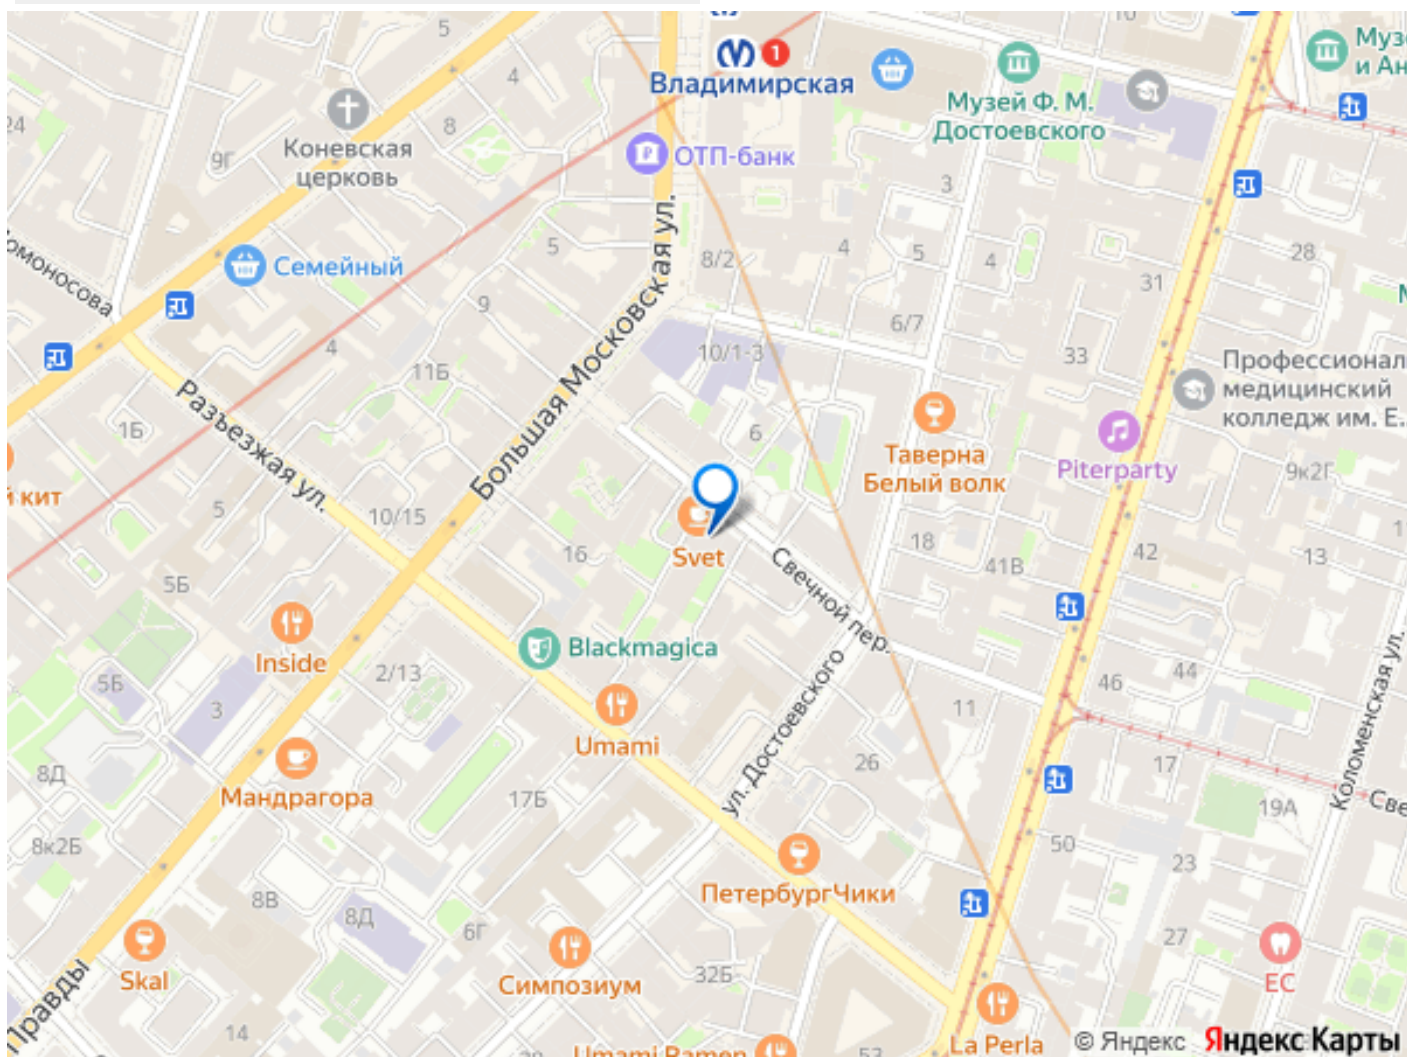 5
4
10
1
Владимирская
Музей Ф. М.
Достоевского
24
8
9Г
Коневская
церковь
ОТП-банк
3
Семейный
5
8/2
4
5
4
28
31
9
4
11Б
Большая Московская ул.
6/7
10/1-3
33
медицинский
колледж им. Е.
Разъезжая ул.
1Б
6
Таверна
Белый волк
Piterparty
9к2Г
й кит
5
10/15
16
Svet
18
41В
42
13
Свечной пер.
5Б
Inside
Blackmagica
2/13
5Б
3
Umami
ул. Достоевского
11
46
44
Коломенская ул.
8Д
Мандрагора
17Б
26
17
19А
8к2Б
50
23
ПетербургЧики
8В
8Д
6Г
Skal
Симпозиум
32Б
27
ЕС
Правды
14
Umami Ramen
53
La Perla
© Яндекс Яндекс Карты